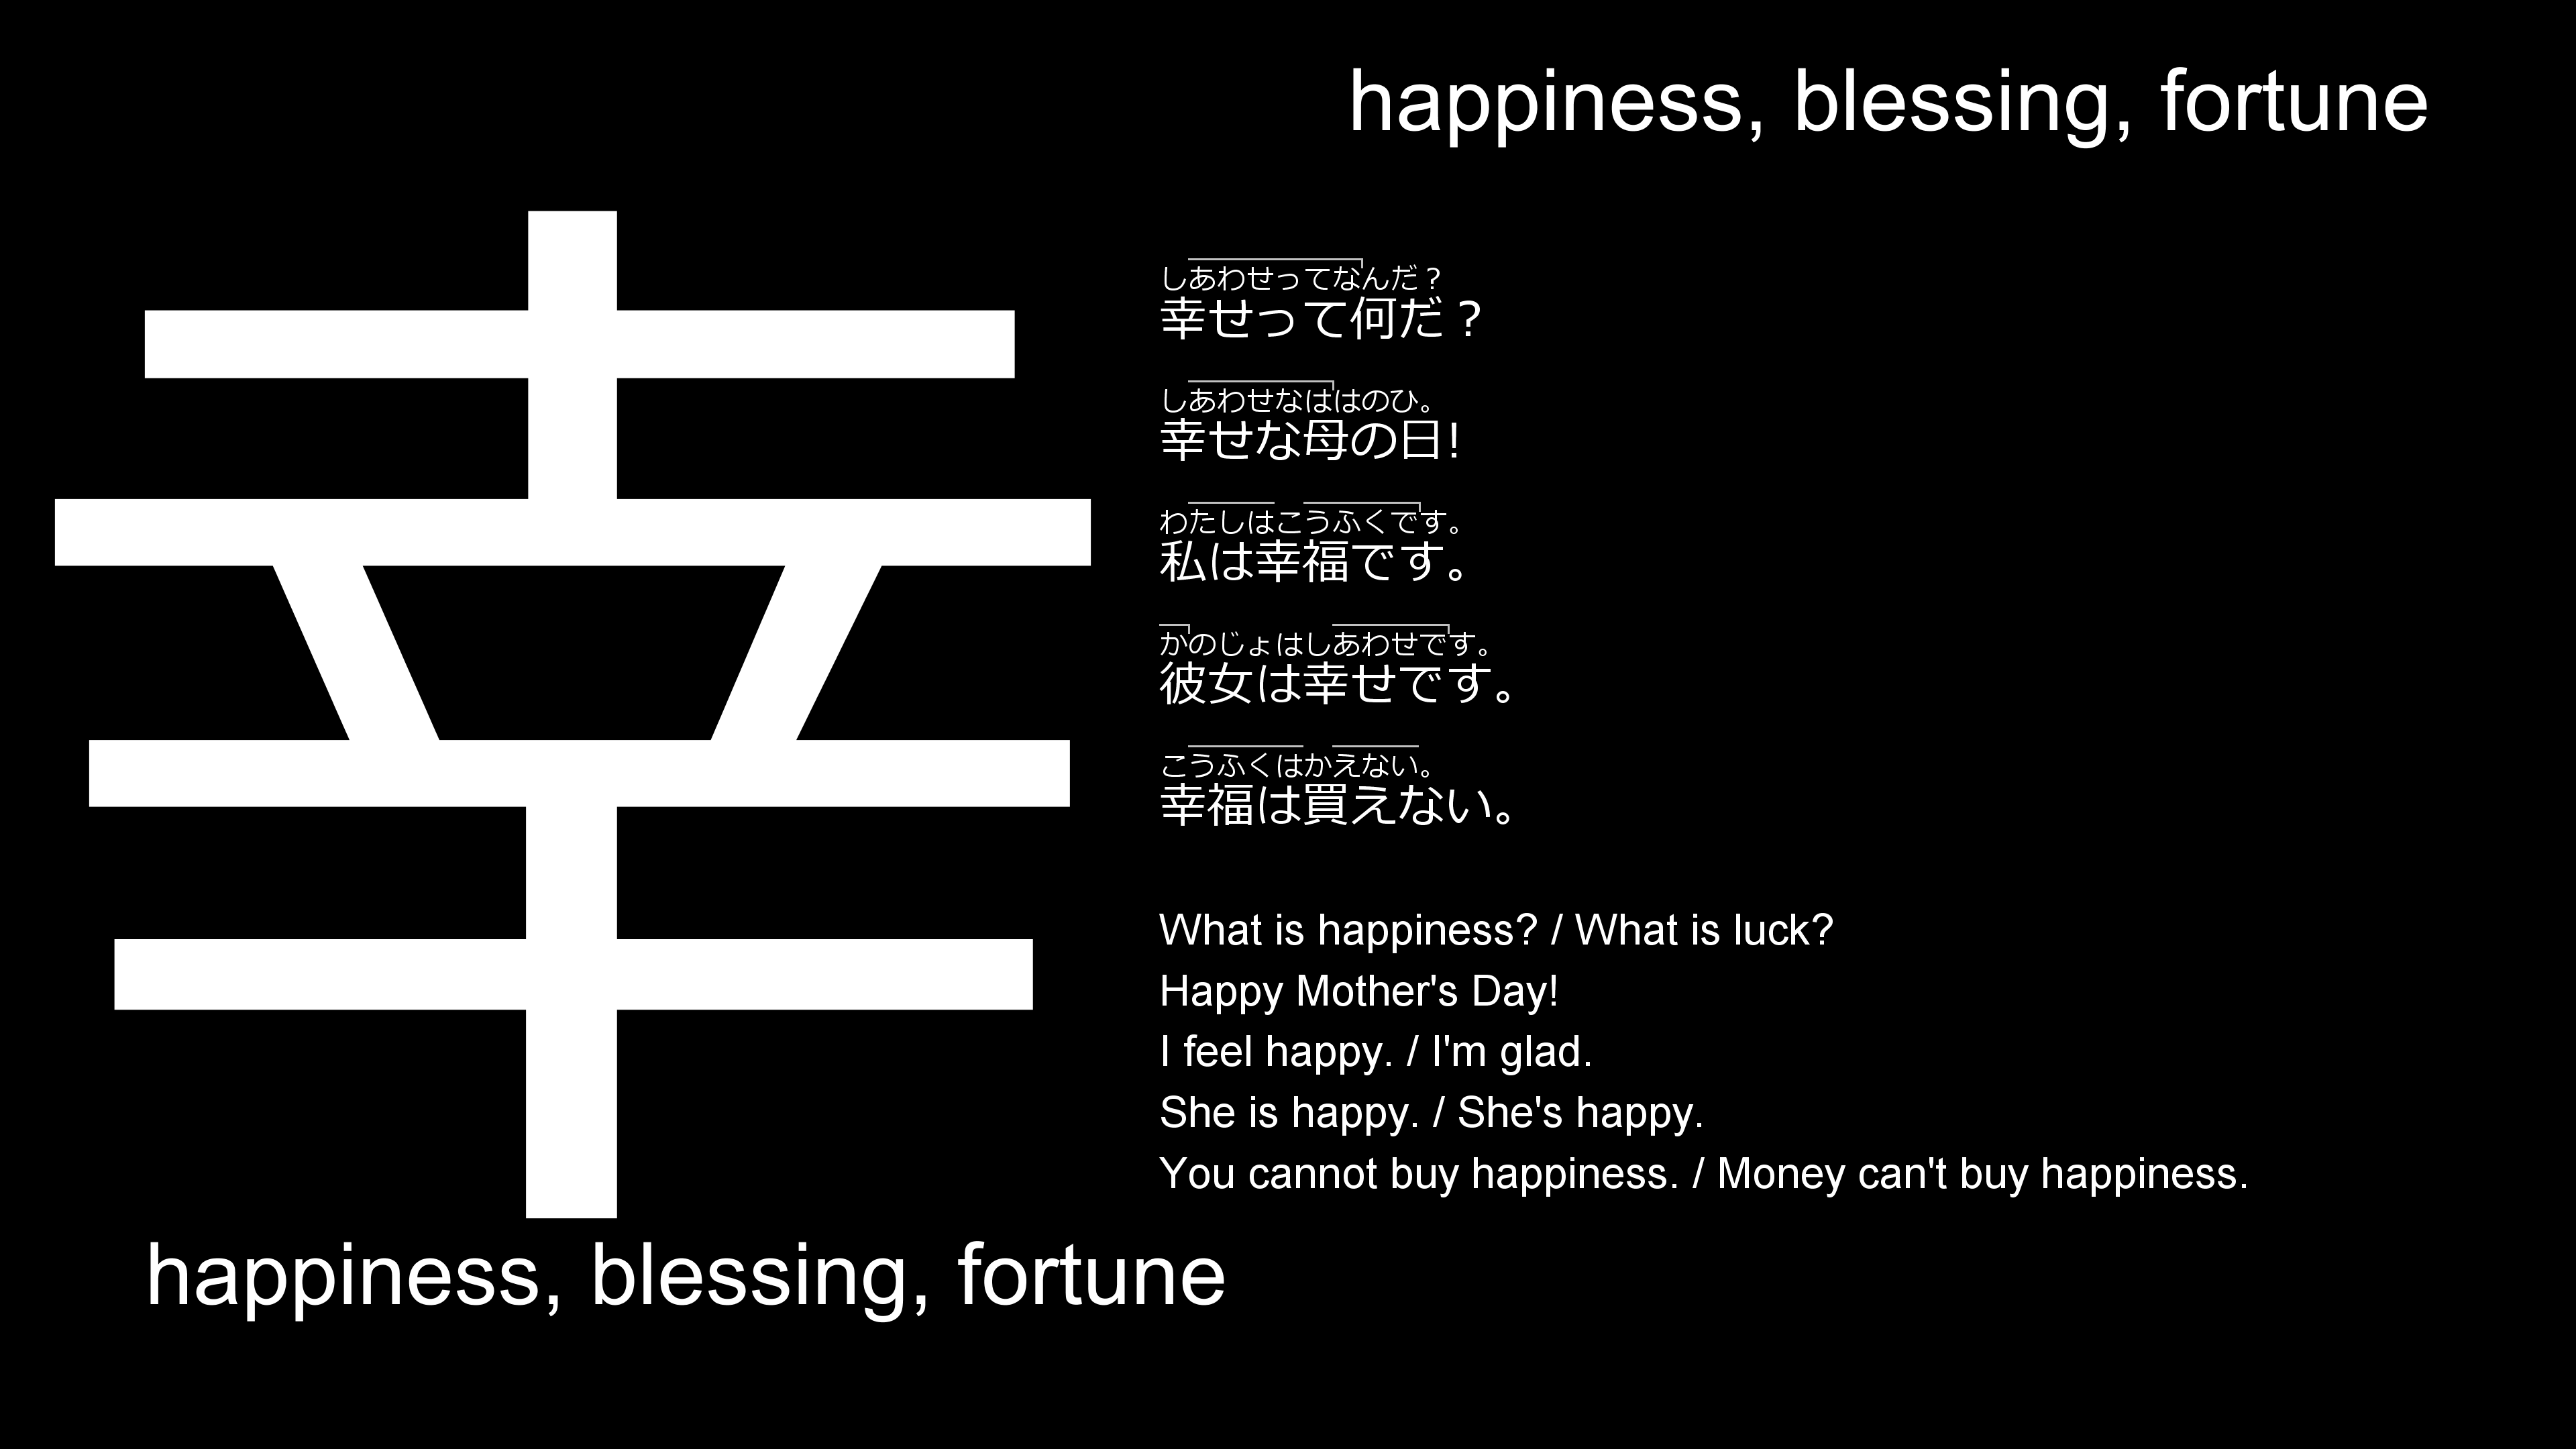 happiness, blessing, fortune
幸
しあわせってなんだ？
幸せって何だ？
しあわせなははのひ。
幸せな母の日!
わたしはこうふくです。
私は幸福です。
かのじょはしあわせです。
彼女は幸せです。
こうふくはかえない。
幸福は買えない。
What is happiness? / What is luck?
Happy Mother's Day!
I feel happy. / I'm glad.
She is happy. / She's happy.
You cannot buy happiness. / Money can't buy happiness.
happiness, blessing, fortune